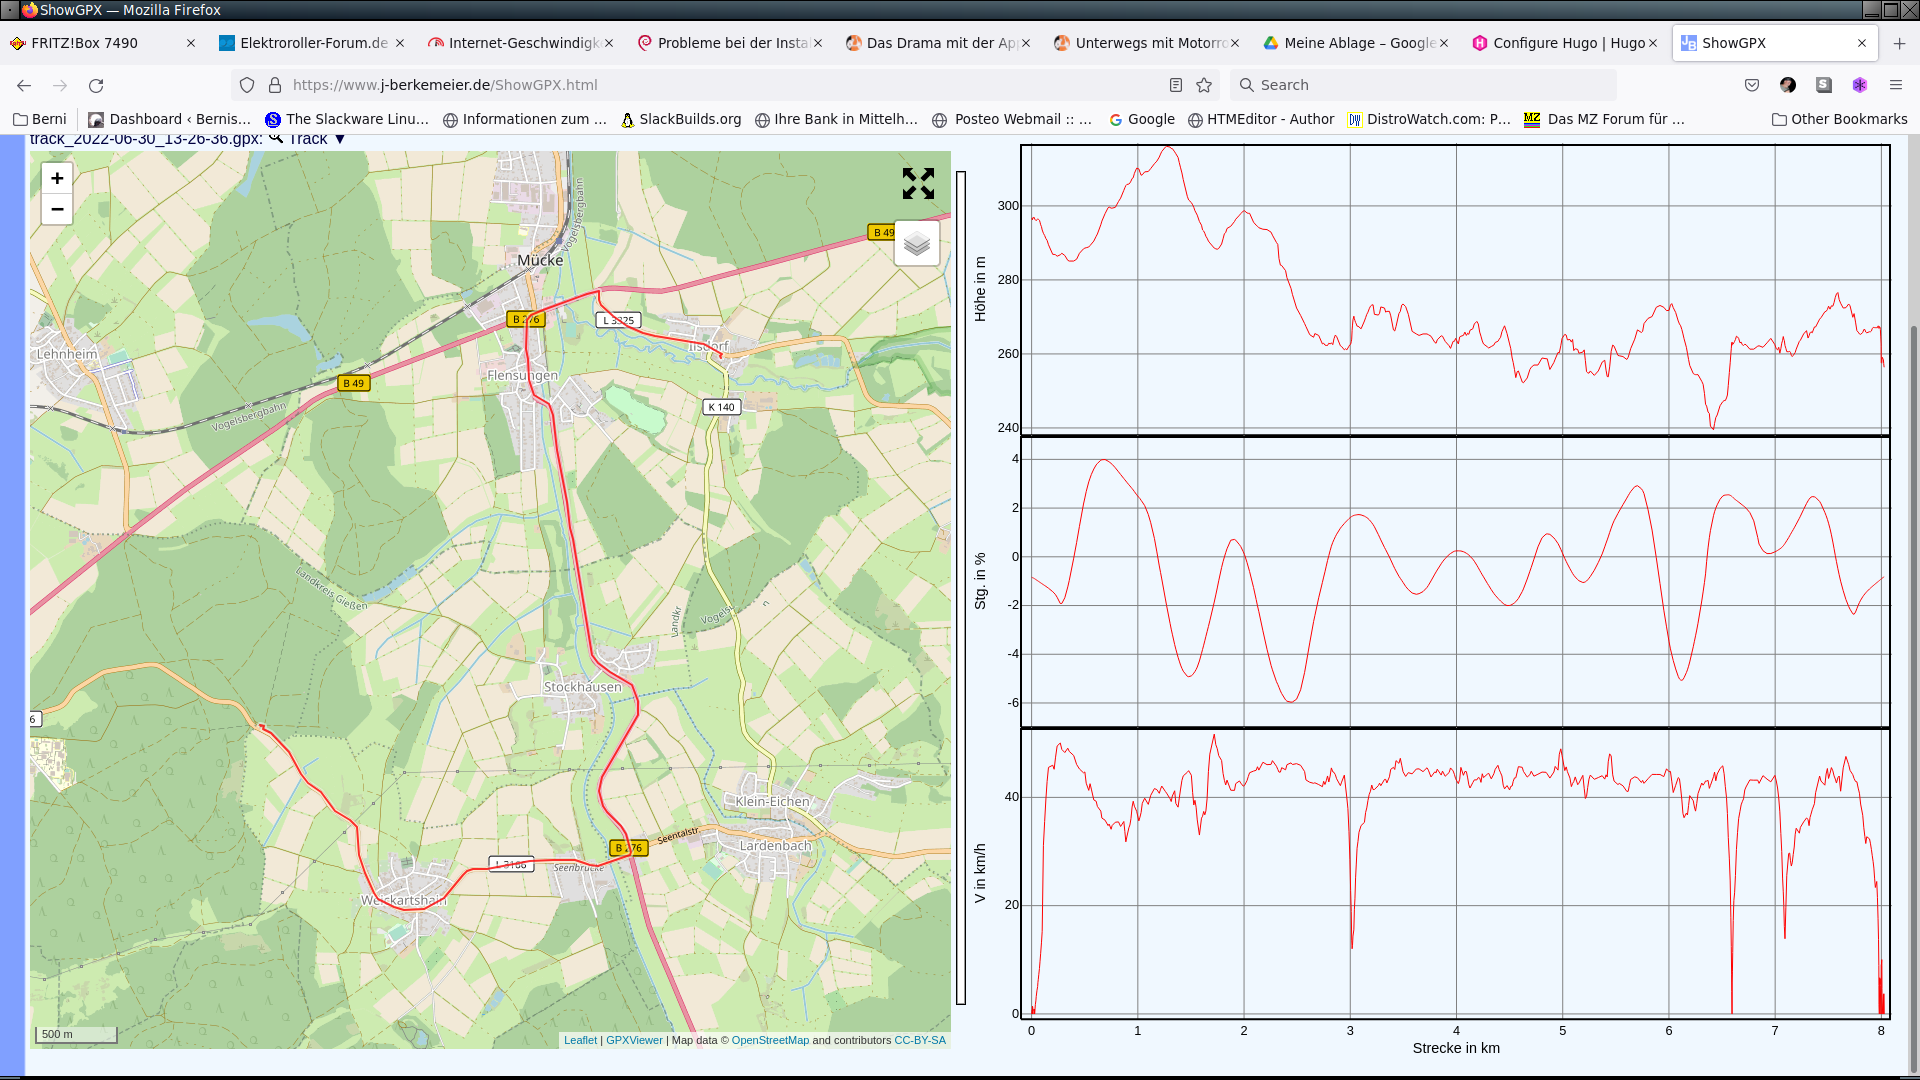 ShowGPX — Mozilla Firefox
FRITZ!Box 7490
Elektroroller-Forum.de
Internet-Geschwindigk
Probleme bei der Insta
Das Drama mit der Ap
Unterwegs mit Motorro
Meine Ablage – Google
Configure Hugo | Hugo
ShowGPX
https://www.j-berkemeier.de/ShowGPX.html
Search
Berni
Dashboard ‹ Bernis…
The Slackware Linu…
Informationen zum …
SlackBuilds.org
Ihre Bank in Mittelh…
Posteo Webmail :: …
Google
HTMEditor - Author
DistroWatch.com: P…
MZ Das MZ Forum für …
Other Bookmarks
track_2022-06-30_13-26-36.gpx: Track ▼
+
−
Vogelsbergbahn
B 49
Mücke
B 276
L 3325
Ilsdorf
Lehnheim
Flensungen
B 49
Vogelsbergbahn
K 140
Landkreis Gießen
Landkr
Vogelsb
Stockhausen
6
Klein-Eichen
Seentalstr.
Lardenbach
B 276
L 3166
Seenbrücke
Weickartshain
500 m
Leaflet | GPXViewer | Map data © OpenStreetMap and contributors CC-BY-SA
Höhe in m
300
280
260
240
Stg. in %
4
2
0
-2
-4
-6
V in km/h
40
20
0
0 1 2 3 4 5 6 7 8
Strecke in km